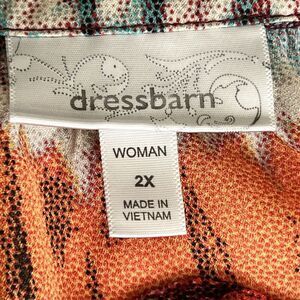 dressbarn
WOMAN
2X
MADE IN
VIETNAM